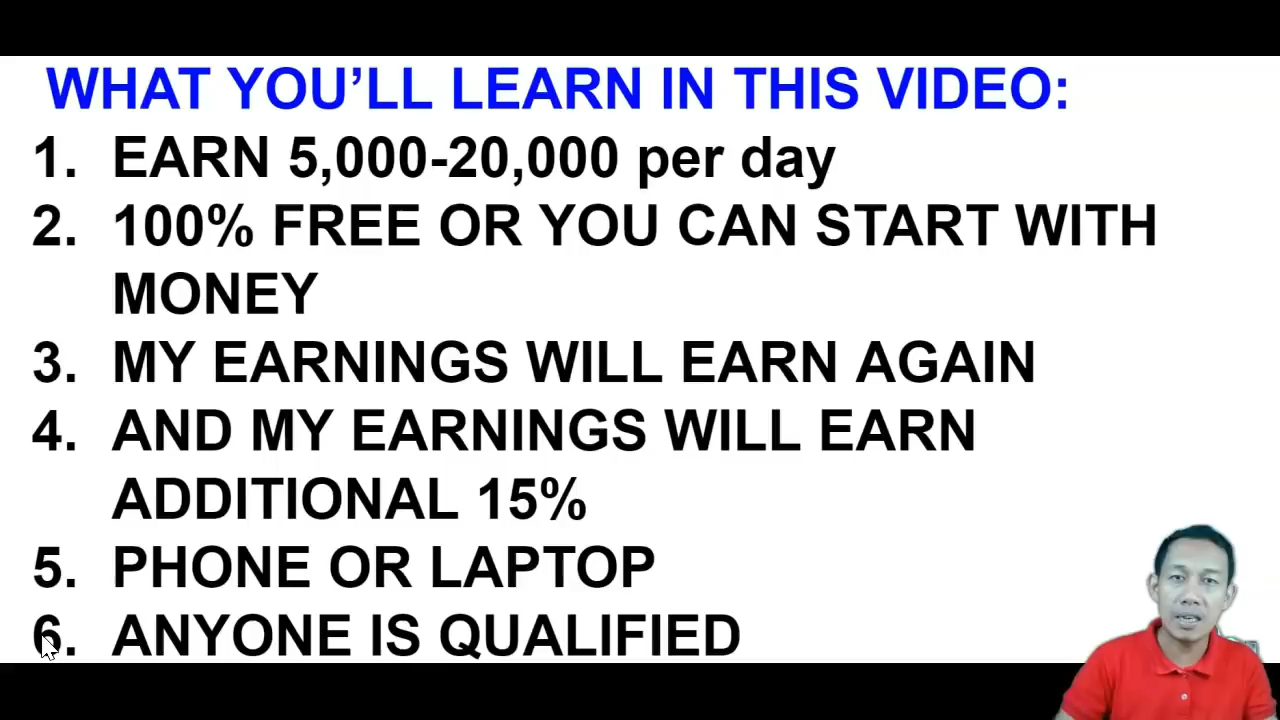 WHAT YOU'LL LEARN IN THIS VIDEO:
1. EARN 5,000-20,000 per day
2. 100% FREE OR YOU CAN START WITH
MONEY
3. MY EARNINGS WILL EARN AGAIN
4. AND MY EARNINGS WILL EARN
ADDITIONAL 15%
5. PHONE OR LAPTOP
6. ANYONE IS QUALIFIED